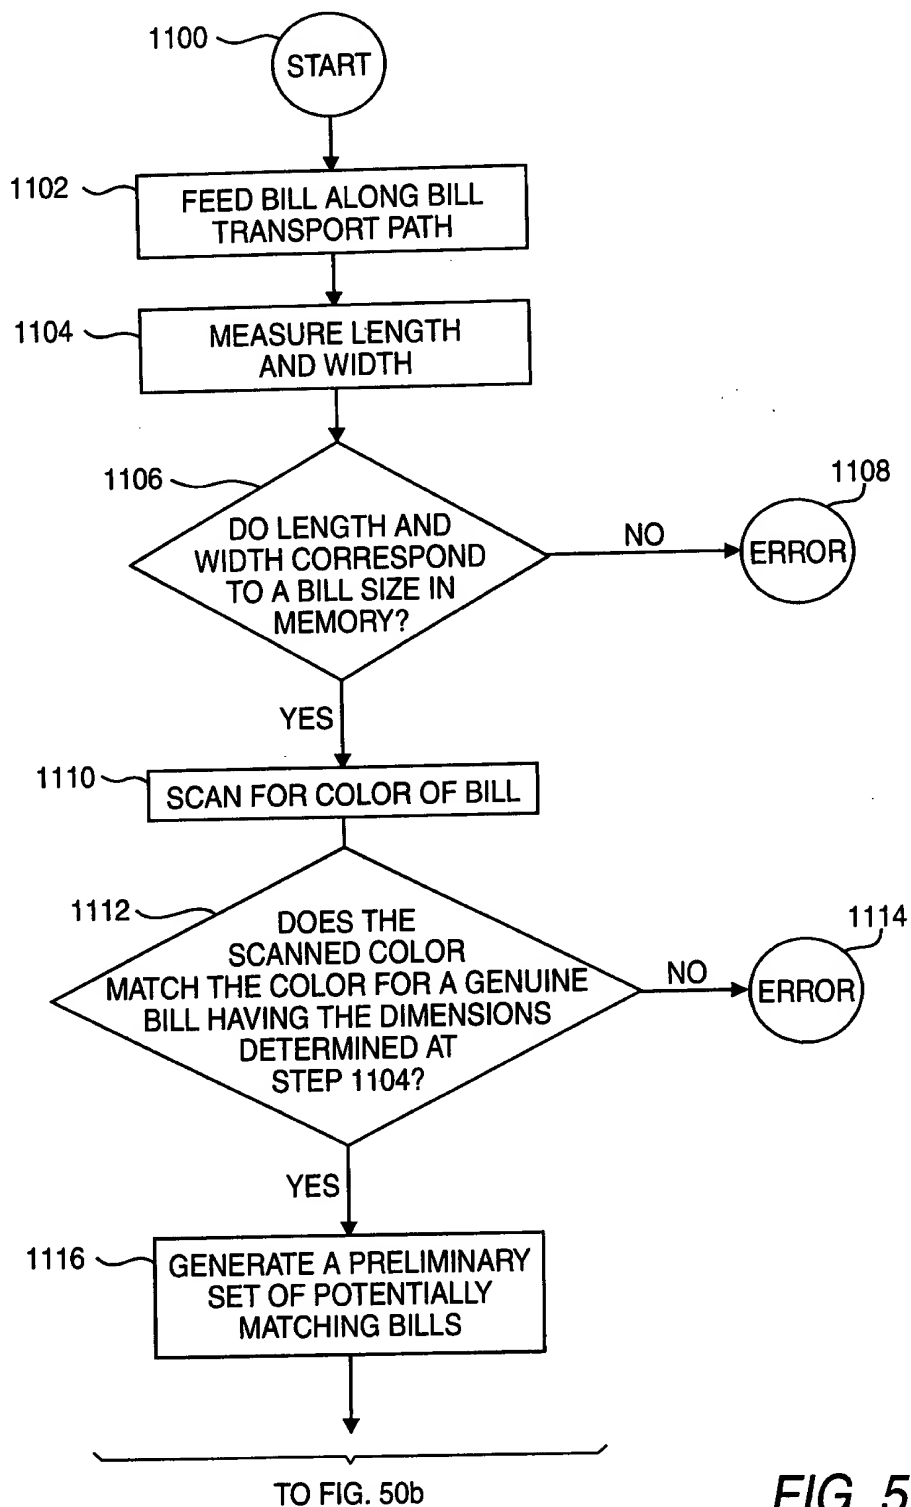 1100
START
1102
FEED BILL ALONG BILL
TRANSPORT PATH
1104
MEASURE LENGTH
AND WIDTH
1106
DO LENGTH AND
WIDTH CORRESPOND
TO A BILL SIZE IN
MEMORY?
NO
1108
ERROR
YES
1110
SCAN FOR COLOR OF BILL
1112
DOES THE
SCANNED COLOR
MATCH THE COLOR FOR A GENUINE
BILL HAVING THE DIMENSIONS
DETERMINED AT
STEP 1104?
NO
1114
ERROR
YES
1116
GENERATE A PRELIMINARY
SET OF POTENTIALLY
MATCHING BILLS
TO FIG. 50b
FIG. 5